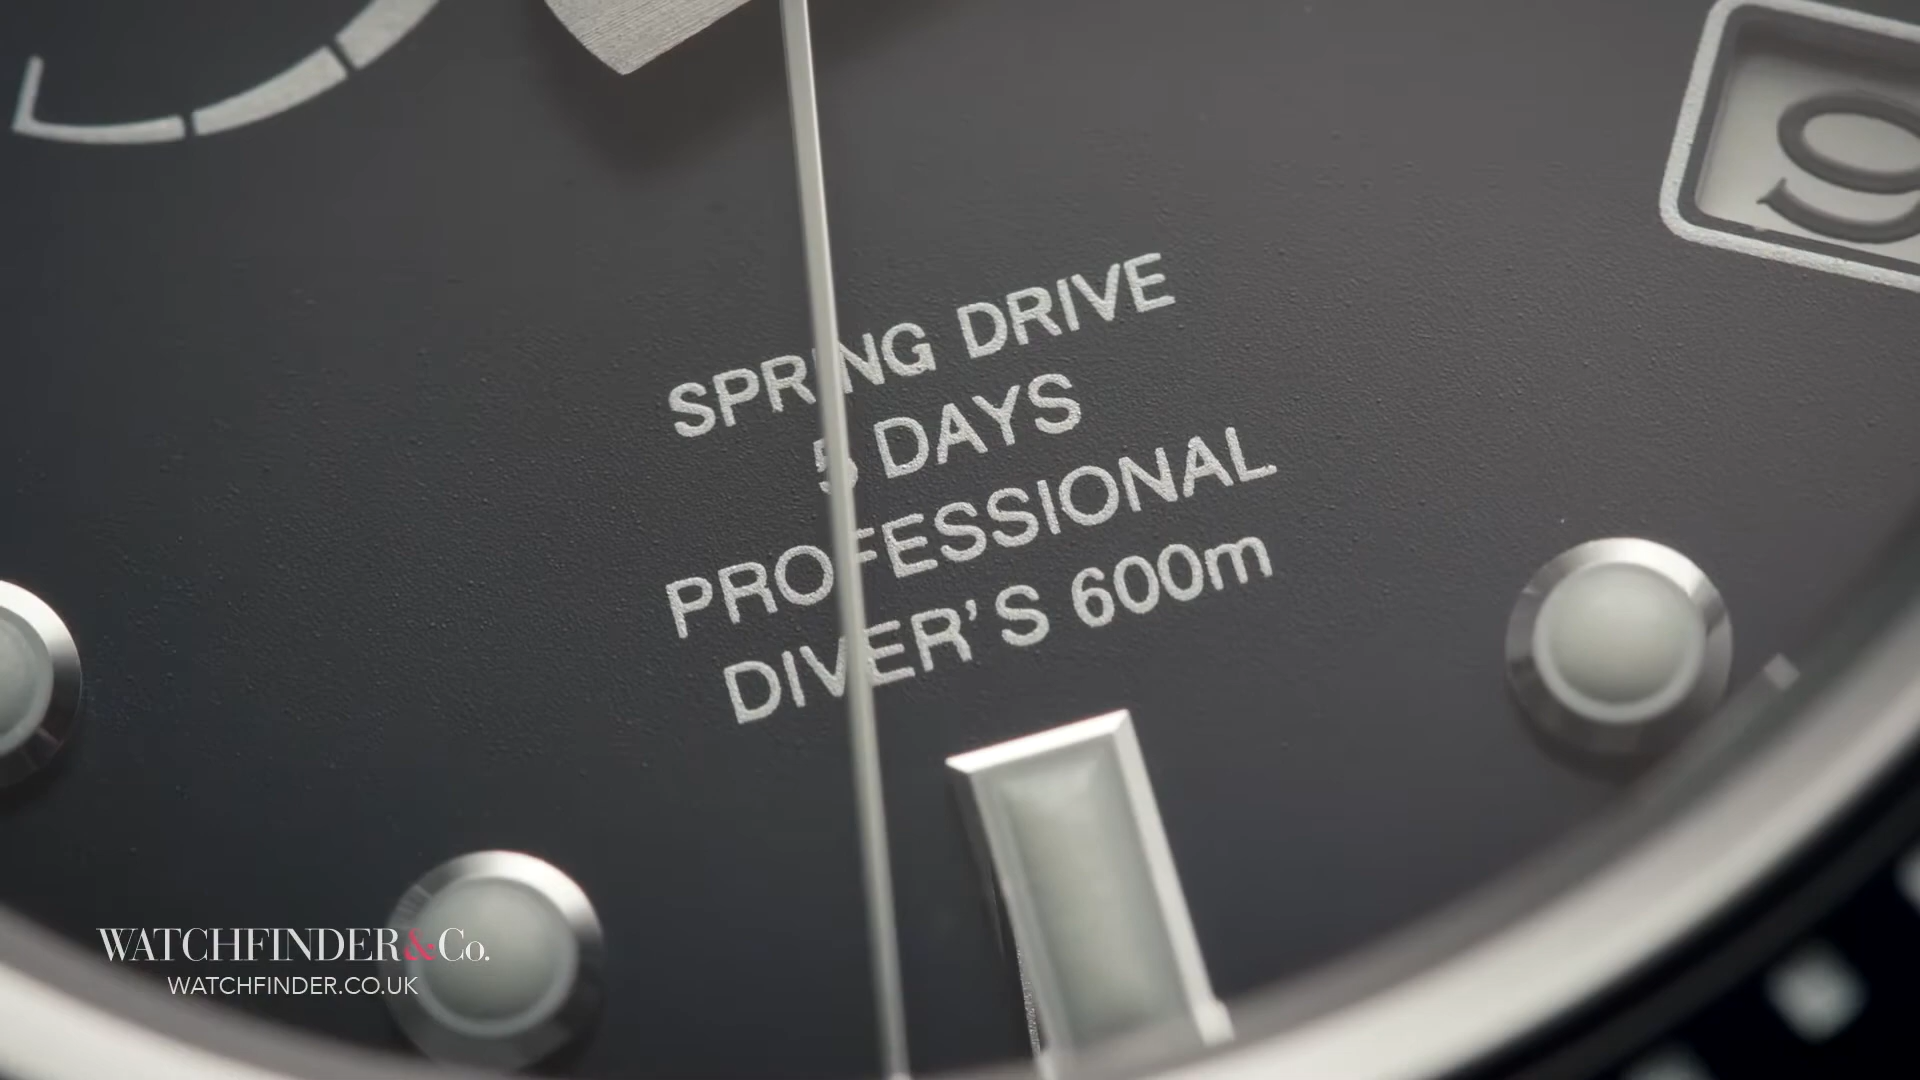 9
SPRING DRIVE
5 DAYS
PROFESSIONAL
DIVER'S 600m
WATCHFINDER&Co.
WATCHFINDER.CO.UK